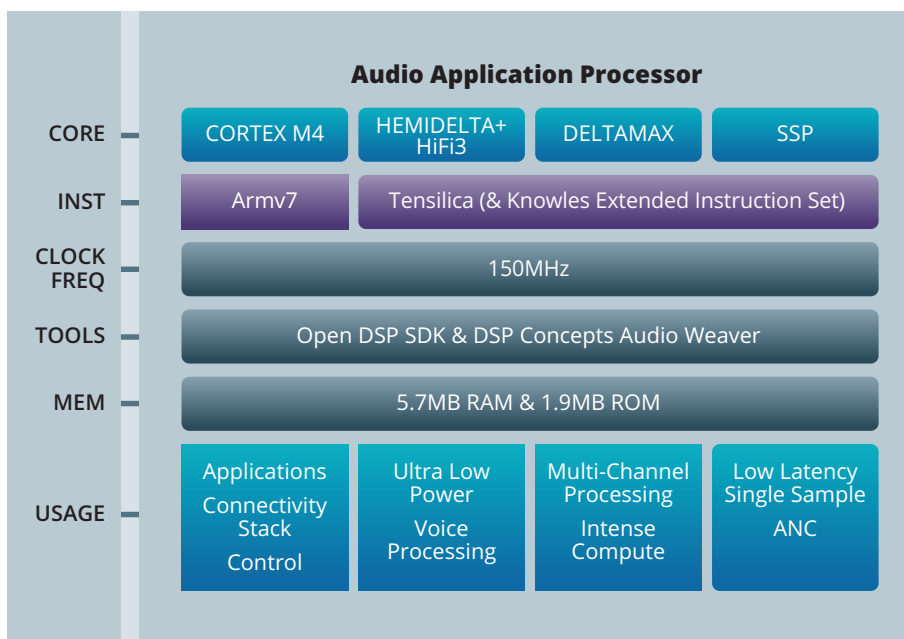 Audio Application Processor
CORE
CORTEX M4
HEMIDELTA+
HiFi3
DELTAMAX
SSP
INST
Armv7
Tensilica (& Knowles Extended Instruction Set)
CLOCK
FREQ
150MHz
TOOLS
Open DSP SDK & DSP Concepts Audio Weaver
MEM
5.7MB RAM & 1.9MB ROM
USAGE
Applications
Connectivity
Stack
Control
Ultra Low
Power
Voice
Processing
Multi-Channel
Processing
Intense
Compute
Low Latency
Single Sample
ANC